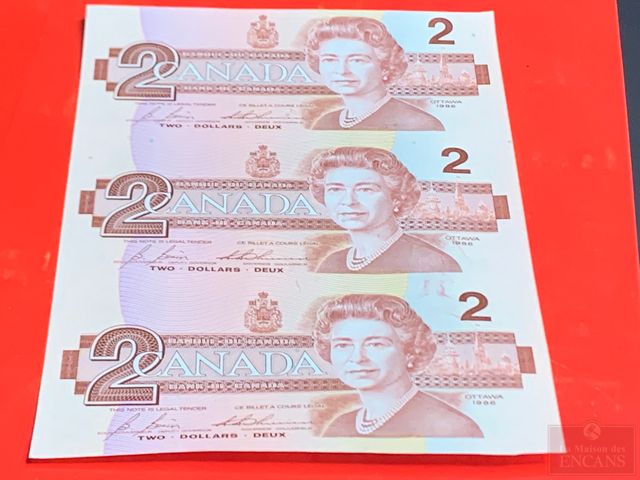 2
BANQUE·DU·CANADA
2 CANADA
BANK·OF·CANADA
THIS NOTE IS LEGAL TENDER CE BILLET A COURS LÉGAL
OTTAWA
1986
TWO · DOLLARS · DEUX
2
BANQUE·DU·CANADA
2 CANADA
BANK·OF·CANADA
THIS NOTE IS LEGAL TENDER CE BILLET A COURS LÉGAL
OTTAWA
1986
TWO · DOLLARS · DEUX
2
BANQUE·DU·CANADA
2 CANADA
BANK·OF·CANADA
OTTAWA
1986
THIS NOTE IS LEGAL TENDER CE BILLET A COURS LÉGAL
TWO · DOLLARS · DEUX
La Maison des
ENCANS